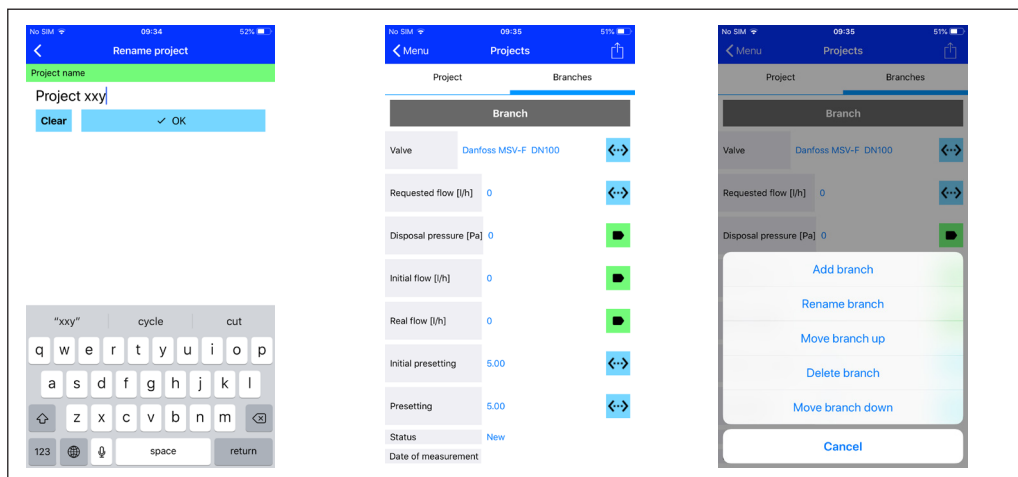 No SIM 09:34 52%
Rename project
Project name
Project xxy
Clear ✓ OK
"xxy" cycle cut
q w e r t y u i o p
a s d f g h j k l
z x c v b n m
123 space return
No SIM 09:35 51%
Menu Projects
Project Branches
Branch
Valve Danfoss MSV-F DN100
Requested flow [l/h] 0
Disposal pressure [Pa] 0
Initial flow [l/h] 0
Real flow [l/h] 0
Initial presetting 5.00
Presetting 5.00
Status New
Date of measurement
No SIM 09:35 51%
Menu Projects
Project Branches
Branch
Valve Danfoss MSV-F DN100
Requested flow [l/h] 0
Disposal pressure [Pa] 0
Add branch
Rename branch
Move branch up
Delete branch
Move branch down
Cancel